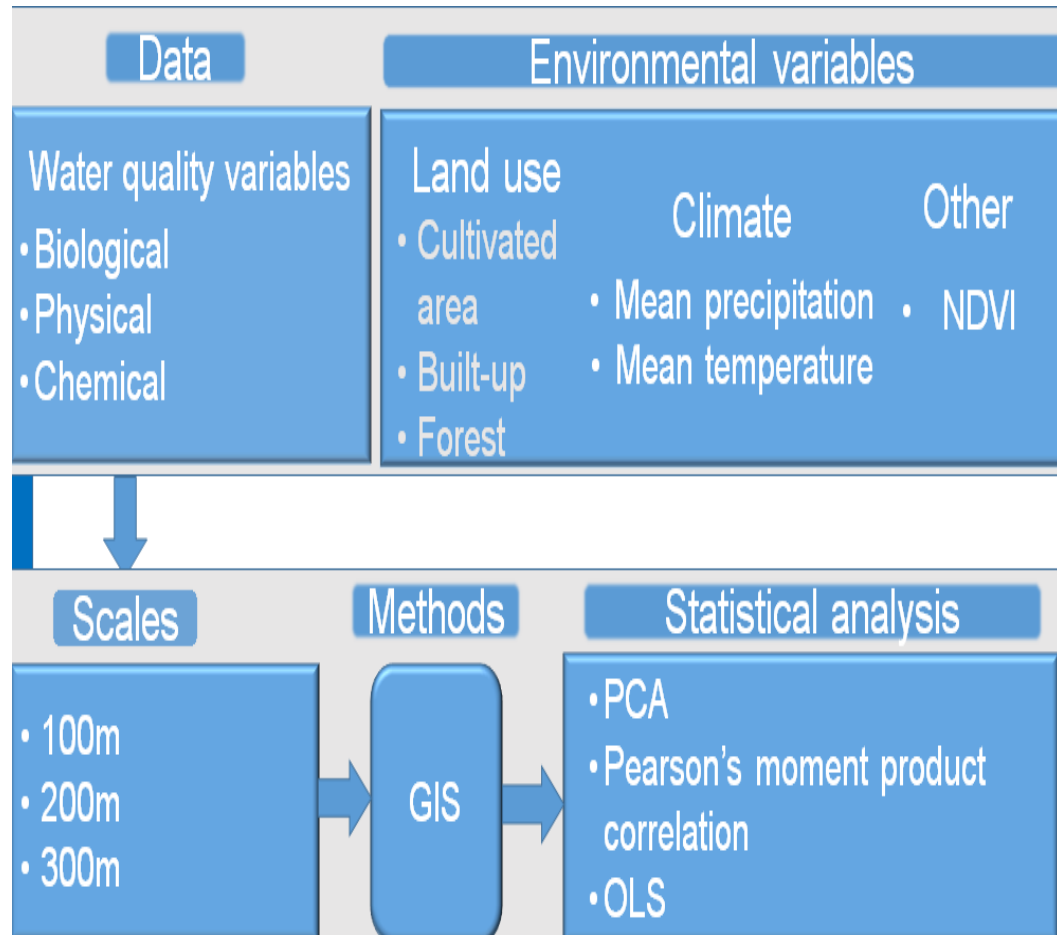 Data
Environmental variables
Water quality variables
• Biological
• Physical
• Chemical
Land use
• Cultivated
area
• Built-up
• Forest
Climate
• Mean precipitation
• Mean temperature
Other
• NDVI
Scales
Methods
Statistical analysis
• 100m
• 200m
• 300m
GIS
• PCA
• Pearson's moment product
correlation
• OLS